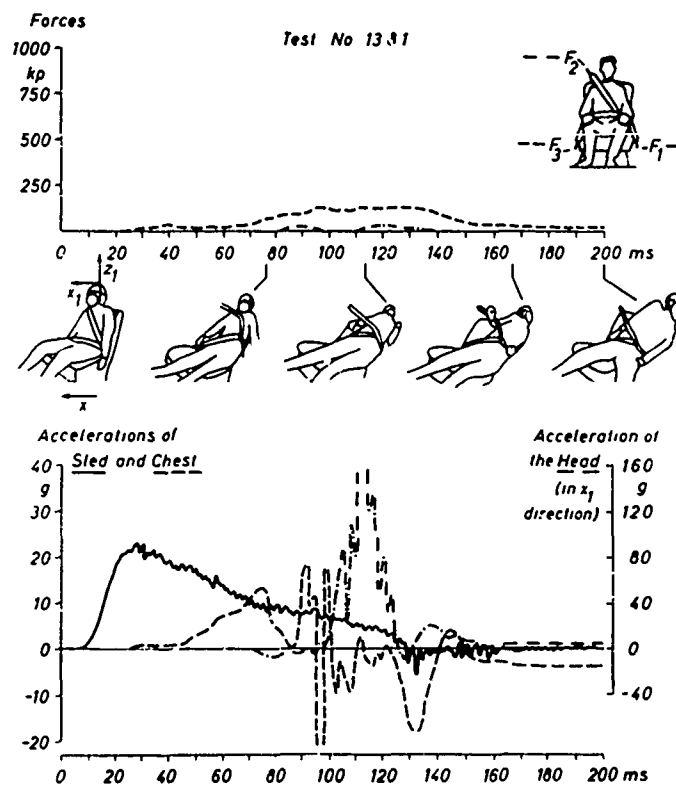 Forces
Test No 1381
1000
kp
750
500
250
F2
F3
F1
0 20 40 60 80 100 120 140 160 180 200 ms
z1
x1
x
Accelerations of
Sled and Chest
Acceleration of
the Head
(in x1
direction)
40
g
30
20
10
0
-10
-20
160
g
120
80
40
0
-40
0 20 40 60 80 100 120 140 160 180 200 ms